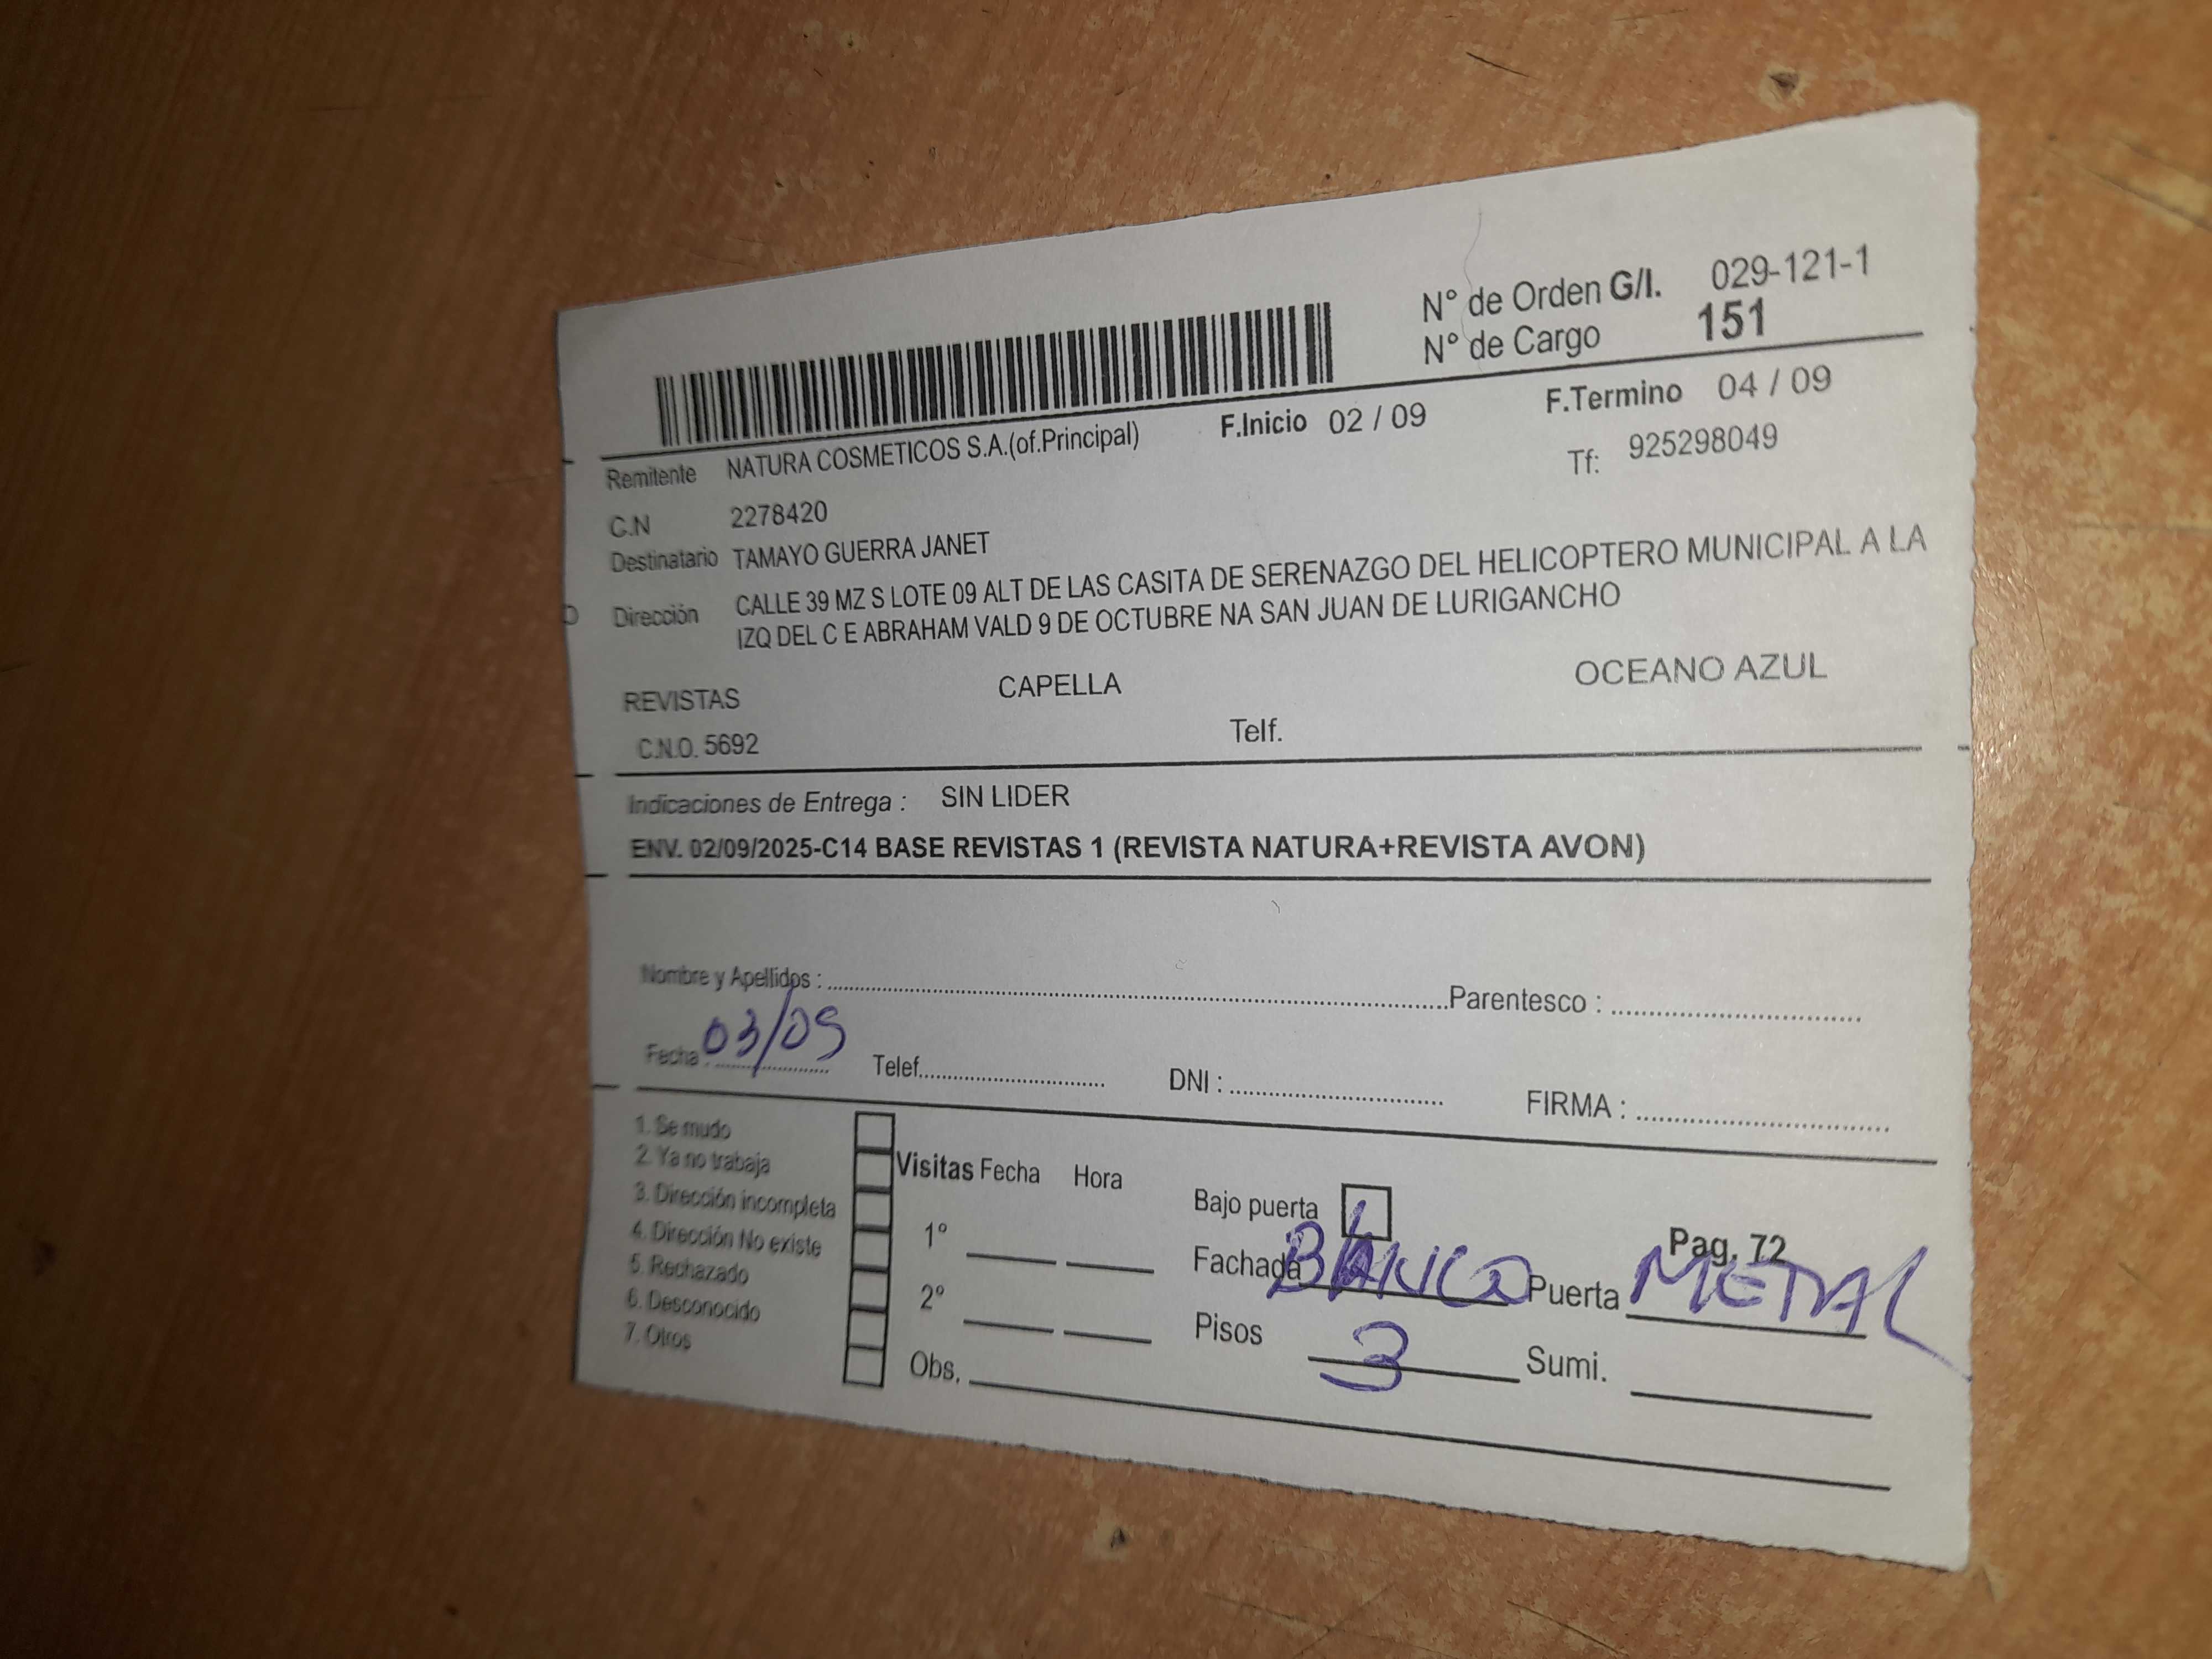 N° de Orden G/I. 029-121-1
N° de Cargo 151
F.Inicio 02 / 09 F.Termino 04 / 09
Remitente NATURA COSMETICOS S.A.(of.Principal) Tf: 925298049
C.N 2278420
Destinatario TAMAYO GUERRA JANET
Dirección CALLE 39 MZ S LOTE 09 ALT DE LAS CASITA DE SERENAZGO DEL HELICOPTERO MUNICIPAL A LA
IZQ DEL C E ABRAHAM VALD 9 DE OCTUBRE NA SAN JUAN DE LURIGANCHO
REVISTAS CAPELLA OCEANO AZUL
C.N.O. 5692 Telf.
Indicaciones de Entrega : SIN LIDER
ENV. 02/09/2025-C14 BASE REVISTAS 1 (REVISTA NATURA+REVISTA AVON)
Nombre y Apellidos : Parentesco :
Fecha : 03/09 Telef. DNI : FIRMA :
1. Se mudo
2. Ya no trabaja
3. Dirección incompleta
4. Dirección No existe
5. Rechazado
6. Desconocido
7. Otros
Visitas Fecha Hora
1°
2°
Obs.
Bajo puerta Pag. 72
Fachada BLANCO Puerta METAL
Pisos 3 Sumi.